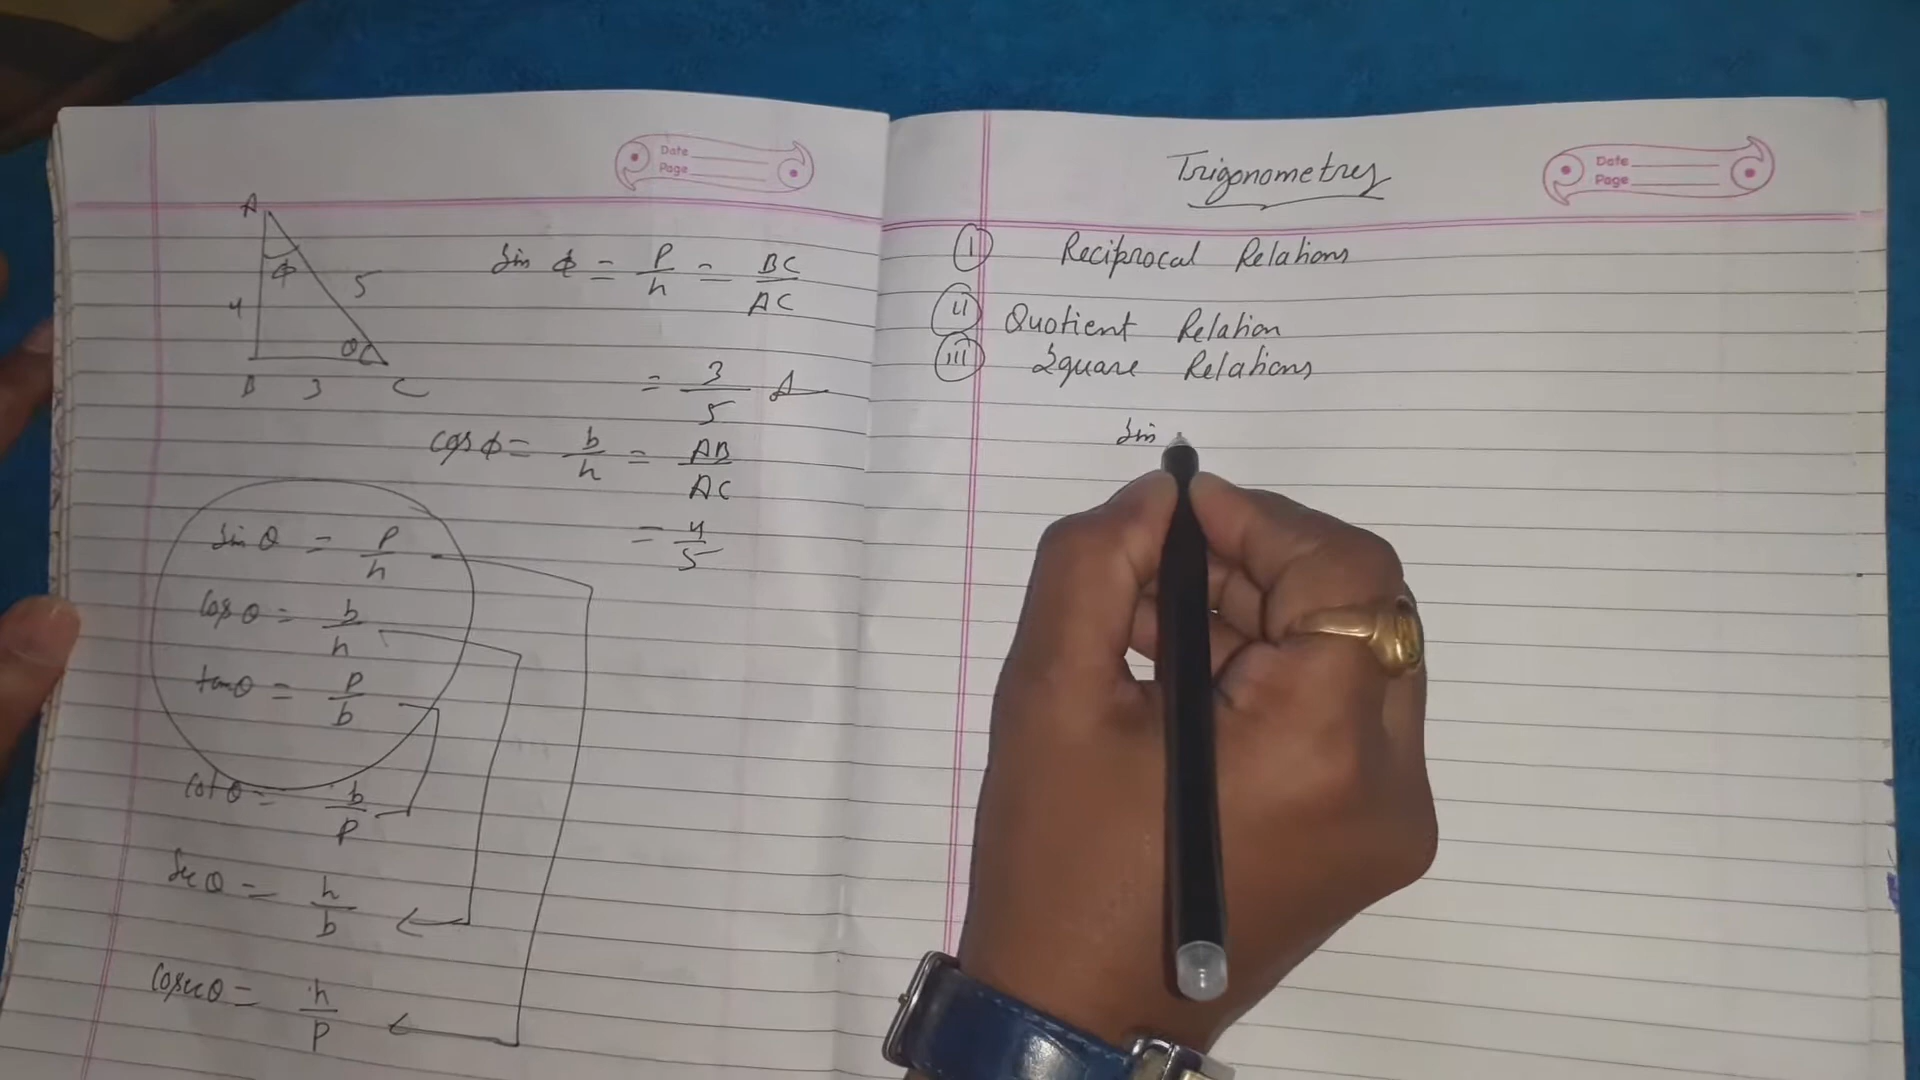 Date
Page
A
ϕ
5
4
θ
B 3 C
Sin ϕ = P/h = BC/AC
= 3/5 A
cos ϕ = b/h = AB/AC
= 4/5
Sin θ = P/h
Cos θ = b/h
tan θ = P/b
cot θ = b/P
Sec θ = h/b
Cosec θ = h/P
Trigonometry
Date
Page
(I) Reciprocal Relations
(II) Quotient Relation
(III) Square Relations
Sin